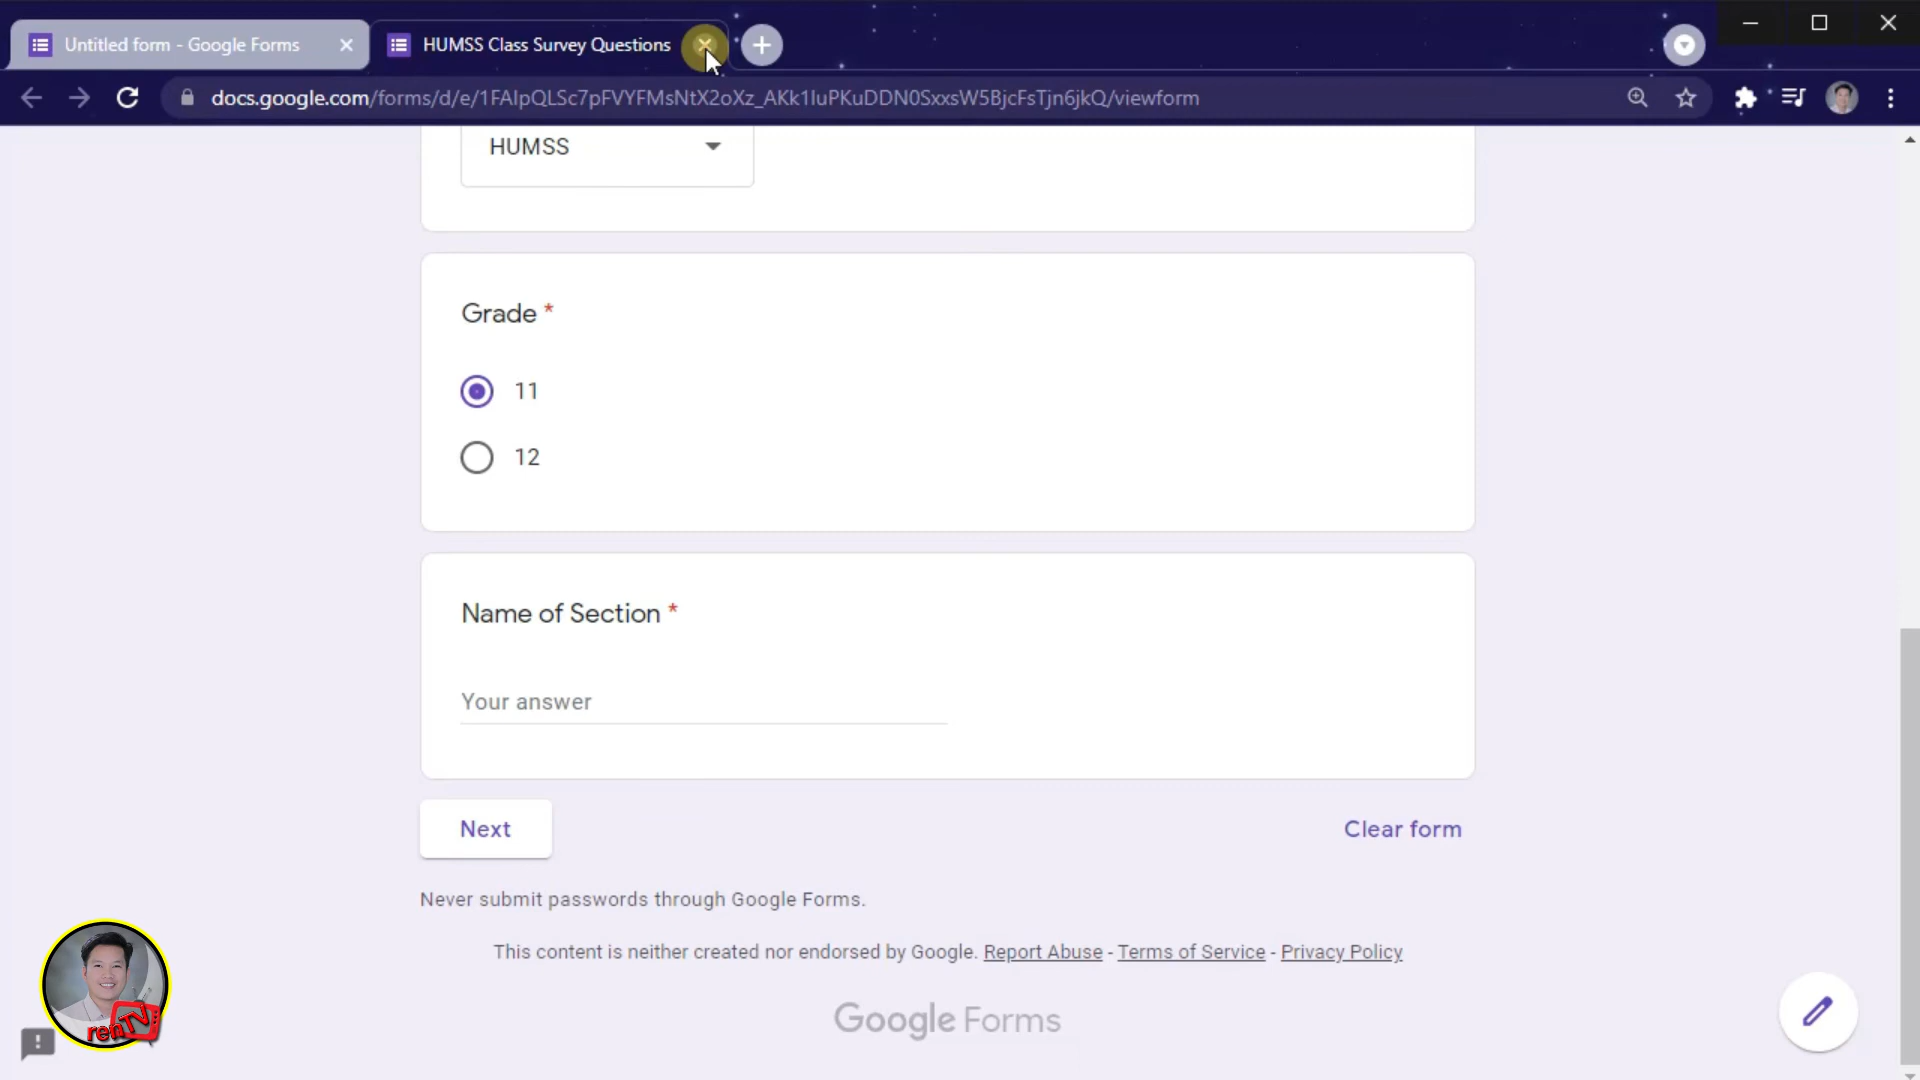 Untitled form - Google Forms
HUMSS Class Survey Questions
docs.google.com/forms/d/e/1FAIpQLSc7pFVYFMsNtX2oXz_AKk1IuPKuDDN0SxxsW5BjcFsTjn6jkQ/viewform
HUMSS
Grade *
11
12
Name of Section *
Your answer
Next
Clear form
Never submit passwords through Google Forms.
This content is neither created nor endorsed by Google. Report Abuse - Terms of Service - Privacy Policy
Google Forms
renTV